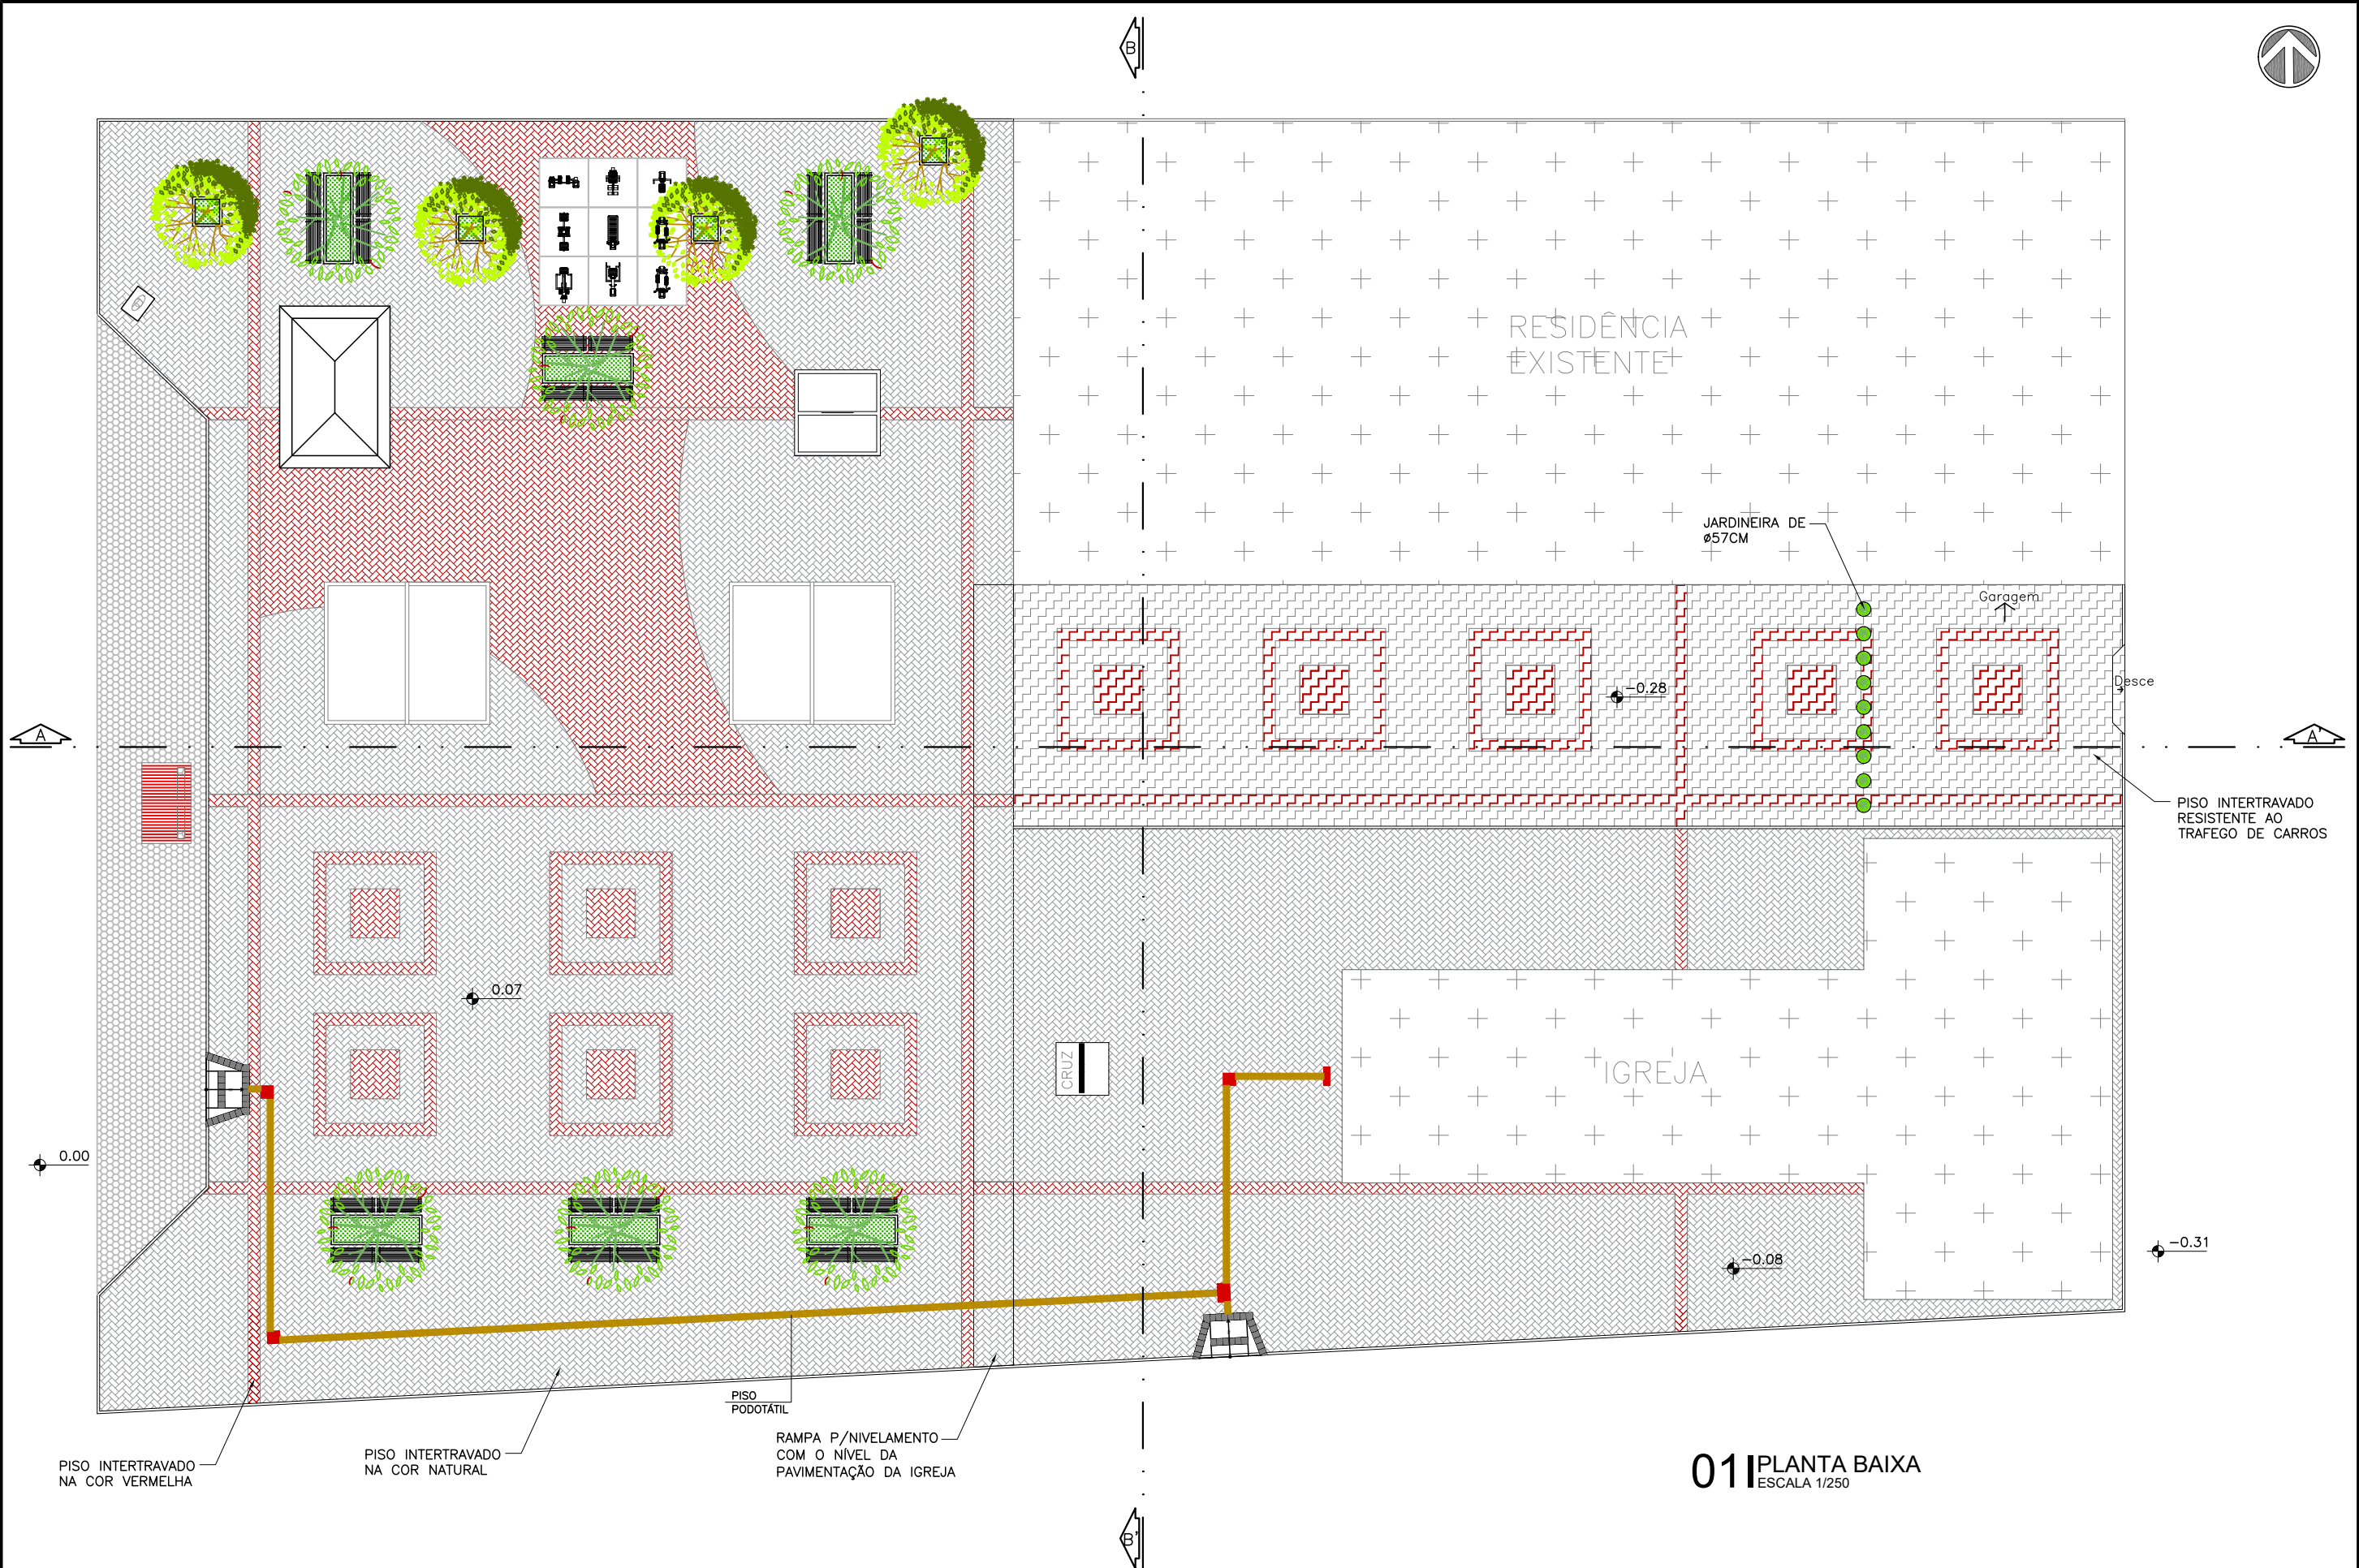 B
RESIDÊNCIA
EXISTENTE
JARDINEIRA DE
ø57CM
Garagem
-0.28
Desce
A
A'
PISO INTERTRAVADO
RESISTENTE AO
TRAFEGO DE CARROS
0.07
CRUZ
IGREJA
0.00
-0.31
-0.08
PISO
PODOTÁTIL
RAMPA P/NIVELAMENTO
COM O NÍVEL DA
PAVIMENTAÇÃO DA IGREJA
PISO INTERTRAVADO
NA COR NATURAL
PISO INTERTRAVADO
NA COR VERMELHA
01 PLANTA BAIXA
ESCALA 1/250
B'